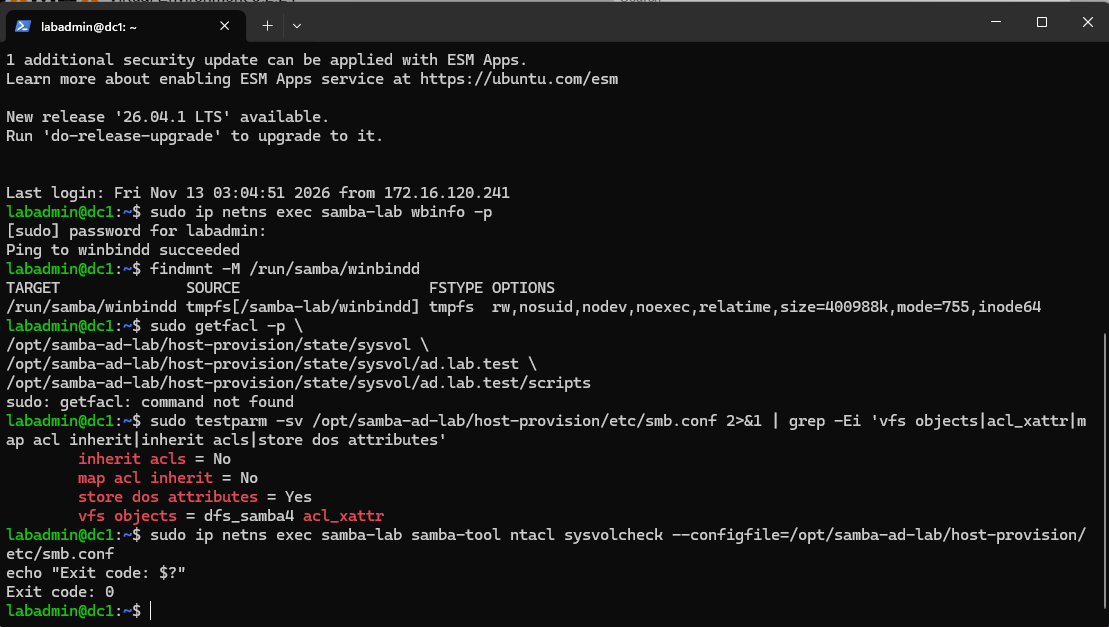 labadmin@dc1: ~
1 additional security update can be applied with ESM Apps.
Learn more about enabling ESM Apps service at https://ubuntu.com/esm
New release '26.04.1 LTS' available.
Run 'do-release-upgrade' to upgrade to it.
Last login: Fri Nov 13 03:04:51 2026 from 172.16.120.241
labadmin@dc1:~$ sudo ip netns exec samba-lab wbinfo -p
[sudo] password for labadmin:
Ping to winbindd succeeded
labadmin@dc1:~$ findmnt -M /run/samba/winbindd
TARGET SOURCE FSTYPE OPTIONS
/run/samba/winbindd tmpfs[/samba-lab/winbindd] tmpfs rw,nosuid,nodev,noexec,relatime,size=400988k,mode=755,inode64
labadmin@dc1:~$ sudo getfacl -p \
/opt/samba-ad-lab/host-provision/state/sysvol \
/opt/samba-ad-lab/host-provision/state/sysvol/ad.lab.test \
/opt/samba-ad-lab/host-provision/state/sysvol/ad.lab.test/scripts
sudo: getfacl: command not found
labadmin@dc1:~$ sudo testparm -sv /opt/samba-ad-lab/host-provision/etc/smb.conf 2>&1 | grep -Ei 'vfs objects|acl_xattr|m
ap acl inherit|inherit acls|store dos attributes'
inherit acls = No
map acl inherit = No
store dos attributes = Yes
vfs objects = dfs_samba4 acl_xattr
labadmin@dc1:~$ sudo ip netns exec samba-lab samba-tool ntacl sysvolcheck --configfile=/opt/samba-ad-lab/host-provision/
etc/smb.conf
echo "Exit code: $?"
Exit code: 0
labadmin@dc1:~$